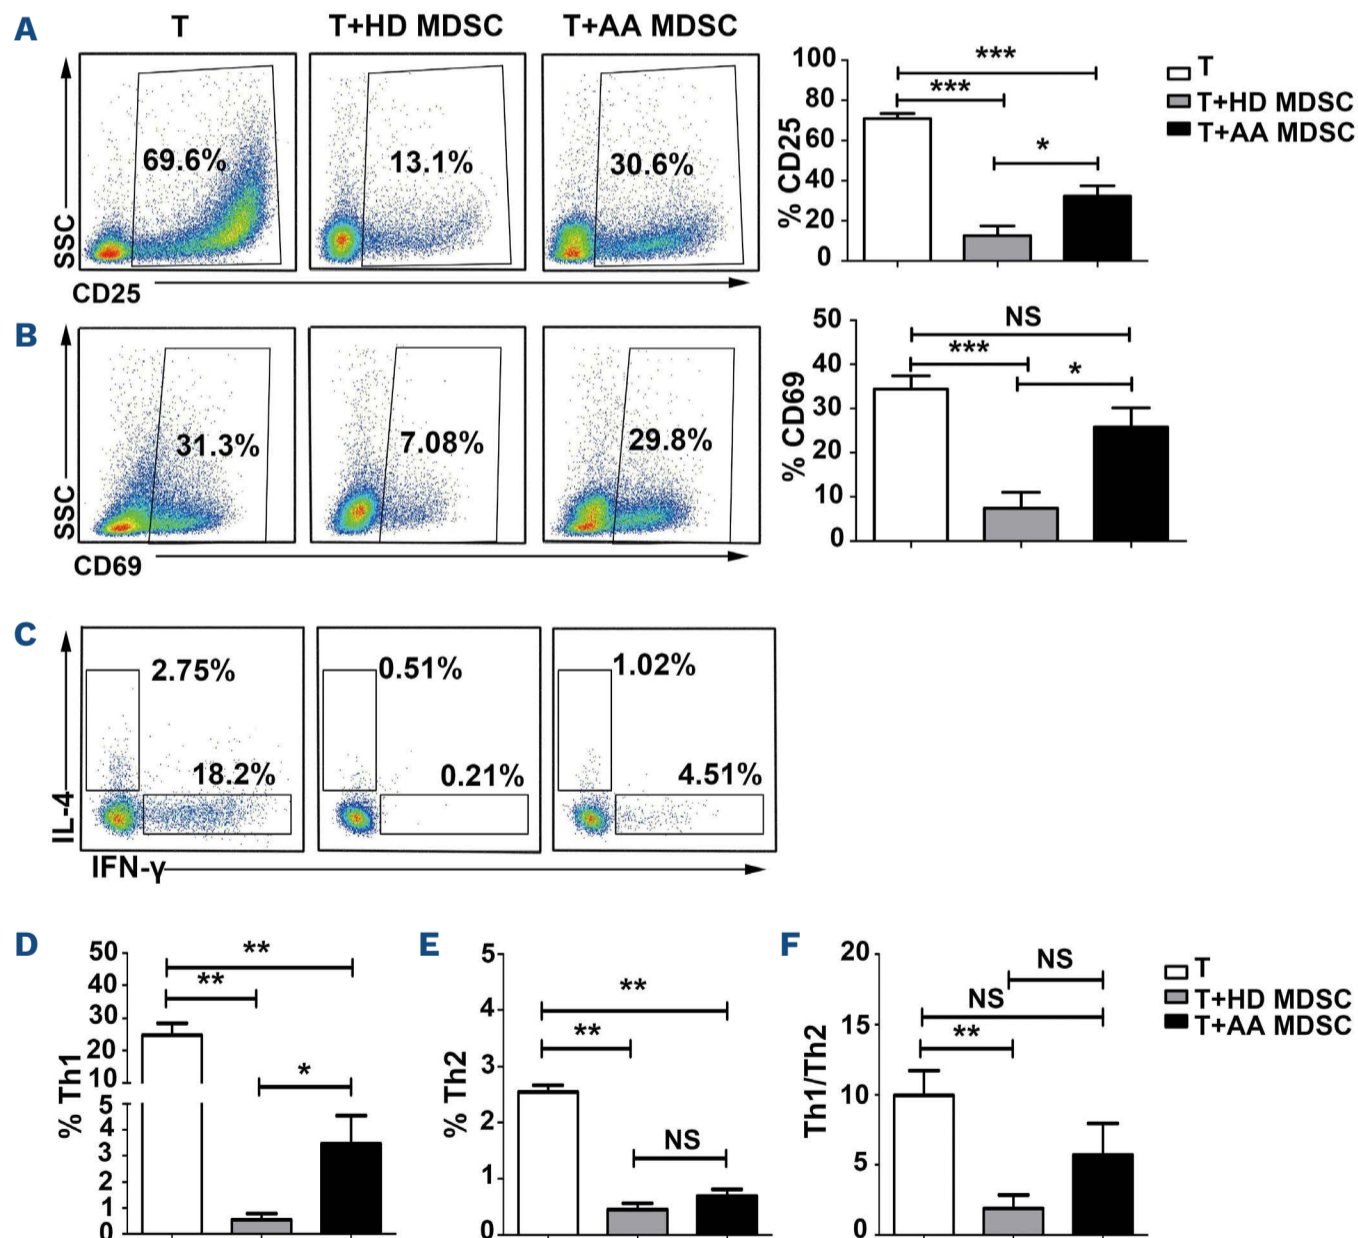 A
T
T+HD MDSC
T+AA MDSC
69.6%
13.1%
30.6%
SSC
CD25
100
80
60
40
20
0
% CD25
***
***
*
T
T+HD MDSC
T+AA MDSC
B
31.3%
7.08%
29.8%
SSC
CD69
50
40
30
20
10
0
% CD69
NS
***
*
C
2.75%
18.2%
0.51%
0.21%
1.02%
4.51%
IL-4
IFN-γ
D
50
40
30
20
10
5
4
3
2
1
0
% Th1
**
**
*
E
5
4
3
2
1
0
% Th2
**
**
NS
F
20
15
10
5
0
Th1/Th2
NS
NS
**
T
T+HD MDSC
T+AA MDSC